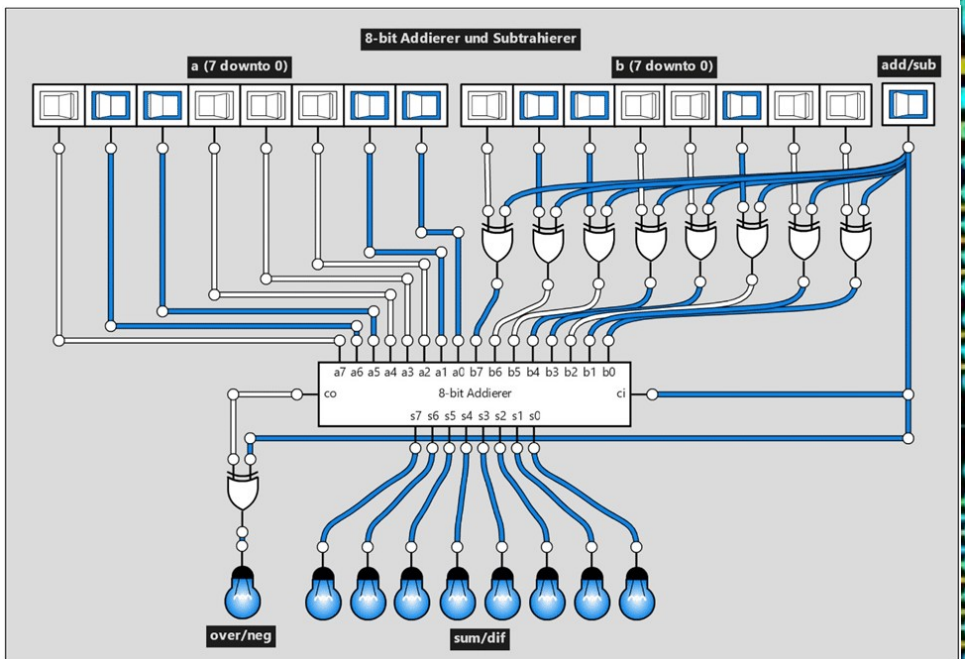 8-bit Addierer und Subtrahierer
a (7 downto 0)
b (7 downto 0)
add/sub
a7 a6 a5 a4 a3 a2 a1 a0 b7 b6 b5 b4 b3 b2 b1 b0
co 8-bit Addierer ci
s7 s6 s5 s4 s3 s2 s1 s0
over/neg
sum/dif